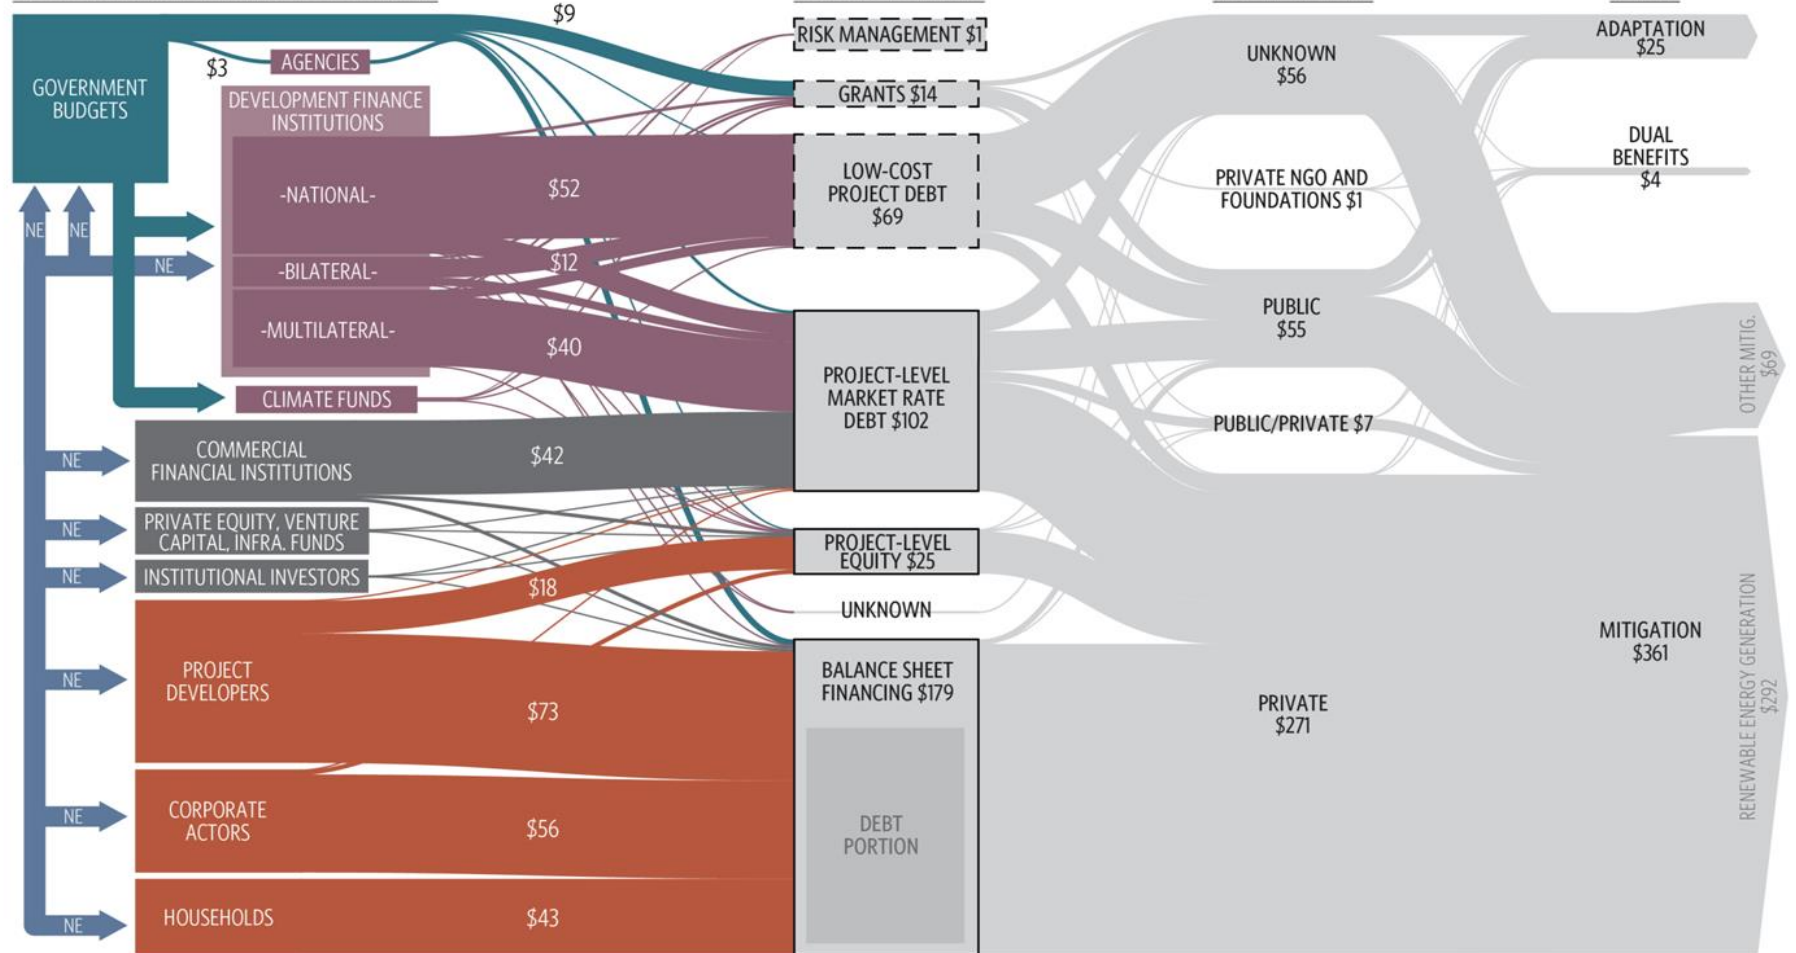 $9
$3
AGENCIES
GOVERNMENT
BUDGETS
DEVELOPMENT FINANCE
INSTITUTIONS
-NATIONAL-
$52
-BILATERAL-
$12
-MULTILATERAL-
$40
CLIMATE FUNDS
NE
NE
NE
NE
COMMERCIAL
FINANCIAL INSTITUTIONS
$42
NE
PRIVATE EQUITY, VENTURE
CAPITAL, INFRA. FUNDS
NE
INSTITUTIONAL INVESTORS
$18
NE
PROJECT
DEVELOPERS
$73
NE
CORPORATE
ACTORS
$56
NE
HOUSEHOLDS
$43
RISK MANAGEMENT $1
GRANTS $14
LOW-COST
PROJECT DEBT
$69
PROJECT-LEVEL
MARKET RATE
DEBT $102
PROJECT-LEVEL
EQUITY $25
UNKNOWN
BALANCE SHEET
FINANCING $179
DEBT
PORTION
UNKNOWN
$56
PRIVATE NGO AND
FOUNDATIONS $1
PUBLIC
$55
PUBLIC/PRIVATE $7
PRIVATE
$271
ADAPTATION
$25
DUAL
BENEFITS
$4
OTHER MITIG.
$69
MITIGATION
$361
RENEWABLE ENERGY GENERATION
$292